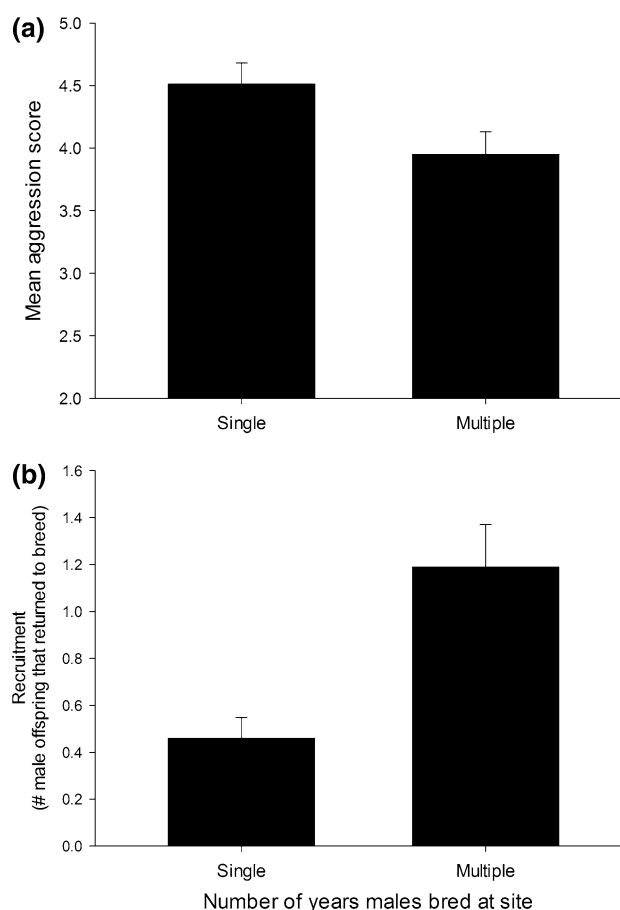 (a)
Mean aggression score
5.0
4.5
4.0
3.5
3.0
2.5
2.0
Single
Multiple
(b)
Recruitment
(# male offspring that returned to breed)
1.6
1.4
1.2
1.0
0.8
0.6
0.4
0.2
0.0
Single
Multiple
Number of years males bred at site